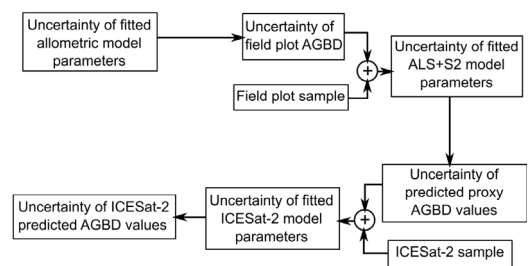 Uncertainty of fitted
allometric model
parameters
Uncertainty of
field plot AGBD
Field plot sample
+
Uncertainty of fitted
ALS+S2 model
parameters
Uncertainty of
predicted proxy
AGBD values
ICESat-2 sample
+
Uncertainty of fitted
ICESat-2 model
parameters
Uncertainty of ICESat-2
predicted AGBD values